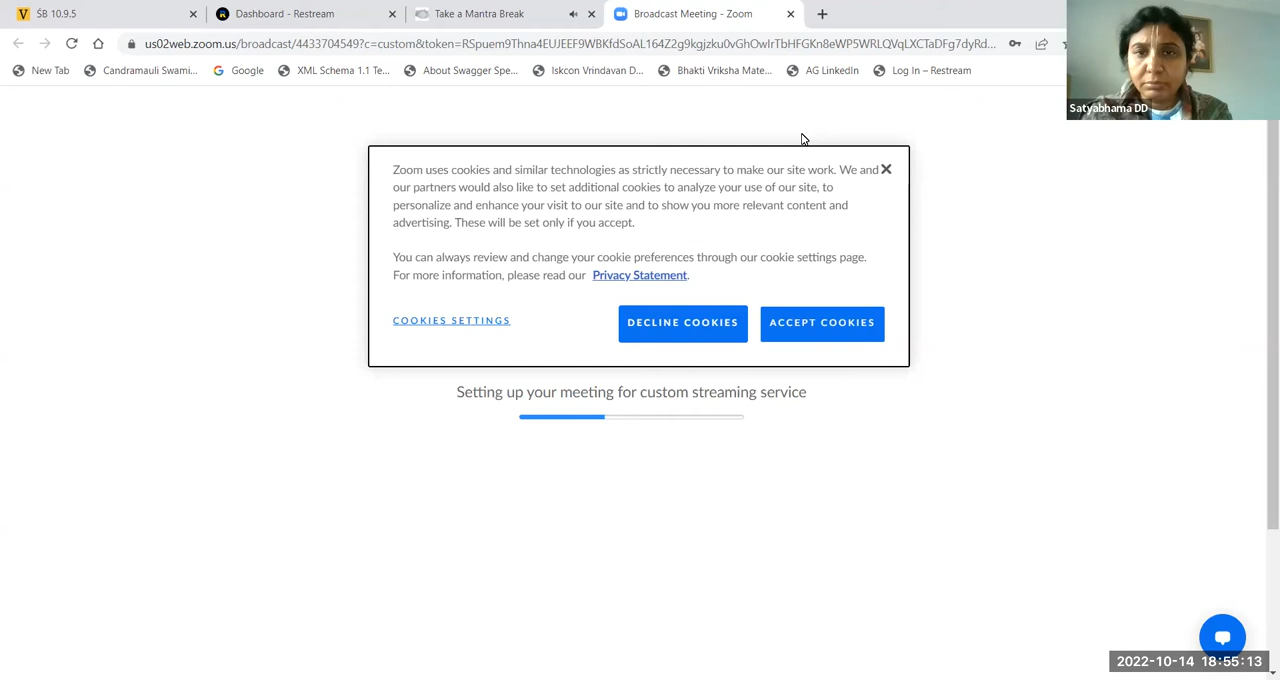 ŚB 10.9.5
Dashboard - Restream
Take a Mantra Break
Broadcast Meeting - Zoom
us02web.zoom.us/broadcast/4433704549?c=custom&token=RSpuem9Thna4EUJEEF9WBKfdSoAL164Z2g9kgjzku0vGhOwIrTbHFGKn8eWP5WRLQVqLXCTaDFg7dyRd...
New Tab
Candramauli Swami...
Google
XML Schema 1.1 Te...
About Swagger Spe...
Iskcon Vrindavan D...
Bhakti Vriksha Mate...
AG LinkedIn
Log In – Restream
Satyabhama DD
Zoom uses cookies and similar technologies as strictly necessary to make our site work. We and
our partners would also like to set additional cookies to analyze your use of our site, to
personalize and enhance your visit to our site and to show you more relevant content and
advertising. These will be set only if you accept.
You can always review and change your cookie preferences through our cookie settings page.
For more information, please read our Privacy Statement.
COOKIES SETTINGS
DECLINE COOKIES
ACCEPT COOKIES
Setting up your meeting for custom streaming service
2022-10-14 18:55:13